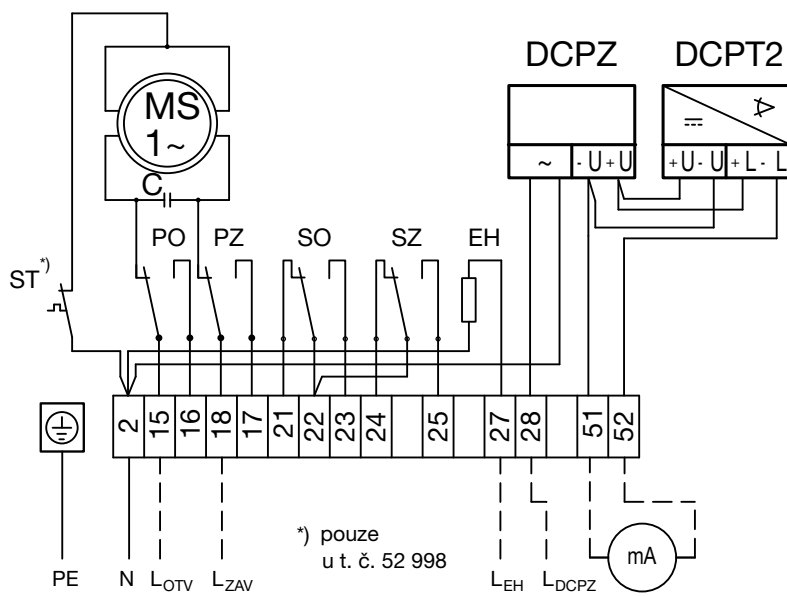 DCPZ DCPT2
MS
1~
~ - U + U + U - U + L - L
C
PO PZ SO SZ EH
ST*)
2 15 16 18 17 21 22 23 24 25 27 28 51 52
*) pouze
u t. č. 52 998
mA
PE N LOTV LZAV LEH LDCPZ